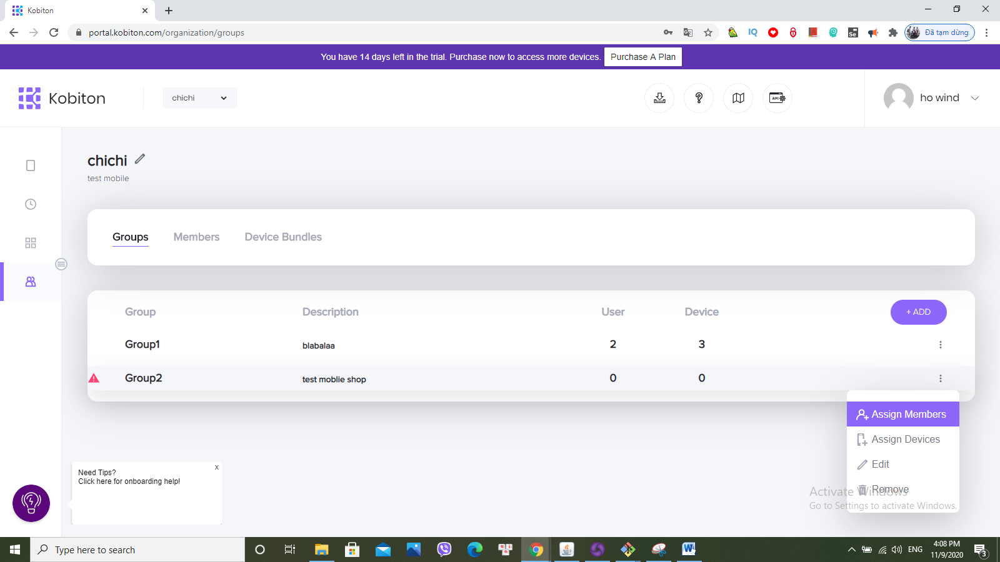 Kobiton
portal.kobiton.com/organization/groups
IQ
Se
Đã tạm dừng
You have 14 days left in the trial. Purchase now to access more devices.
Purchase A Plan
Kobiton
chichi
API
ho wind
chichi
test mobile
Groups
Members
Device Bundles
Group
Description
User
Device
+ ADD
Group1
blabalaa
2
3
Group2
test moblie shop
0
0
Assign Members
Assign Devices
Edit
Remove
Need Tips?
Click here for onboarding help!
X
Activate Windows
Go to Settings to activate Windows.
Type here to search
ENG
4:08 PM
11/9/2020
3